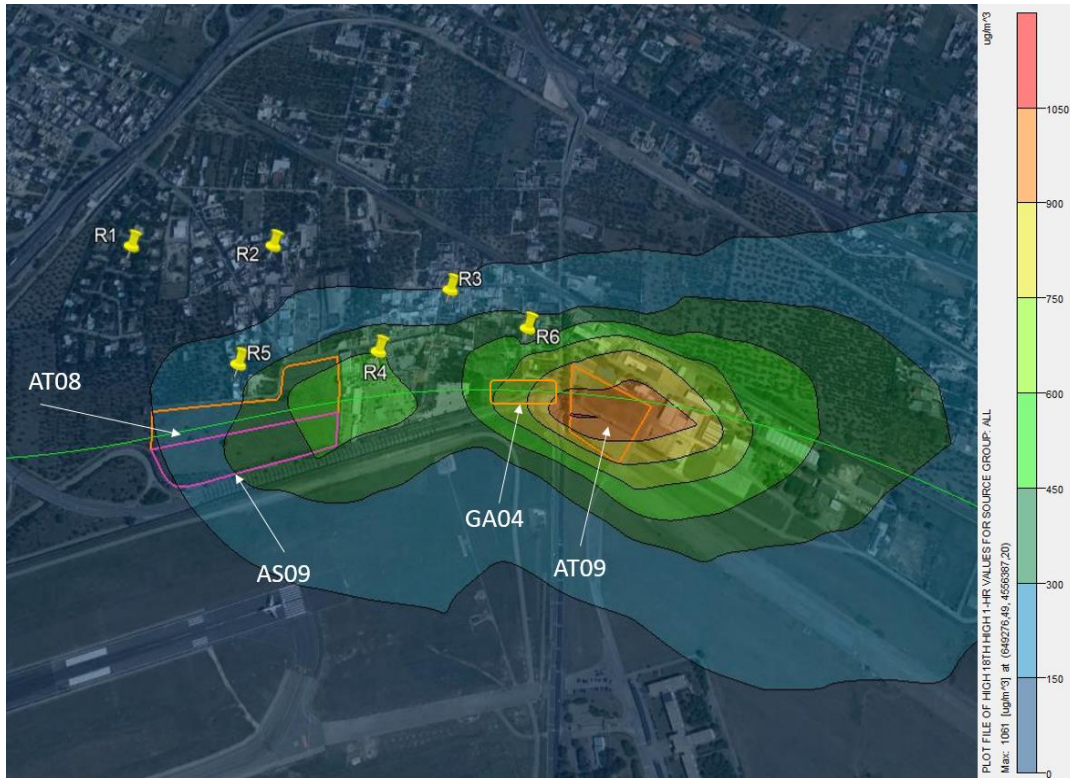 R1
R2
R3
R6
R5
R4
AT08
GA04
AT09
AS09
ug/m^3
1050
900
750
600
450
300
150
0
PLOT FILE OF HIGH 18TH HIGH 1-HR VALUES FOR SOURCE GROUP: ALL
Max: 1061 [ug/m^3] at (649276,49, 4556387,20)